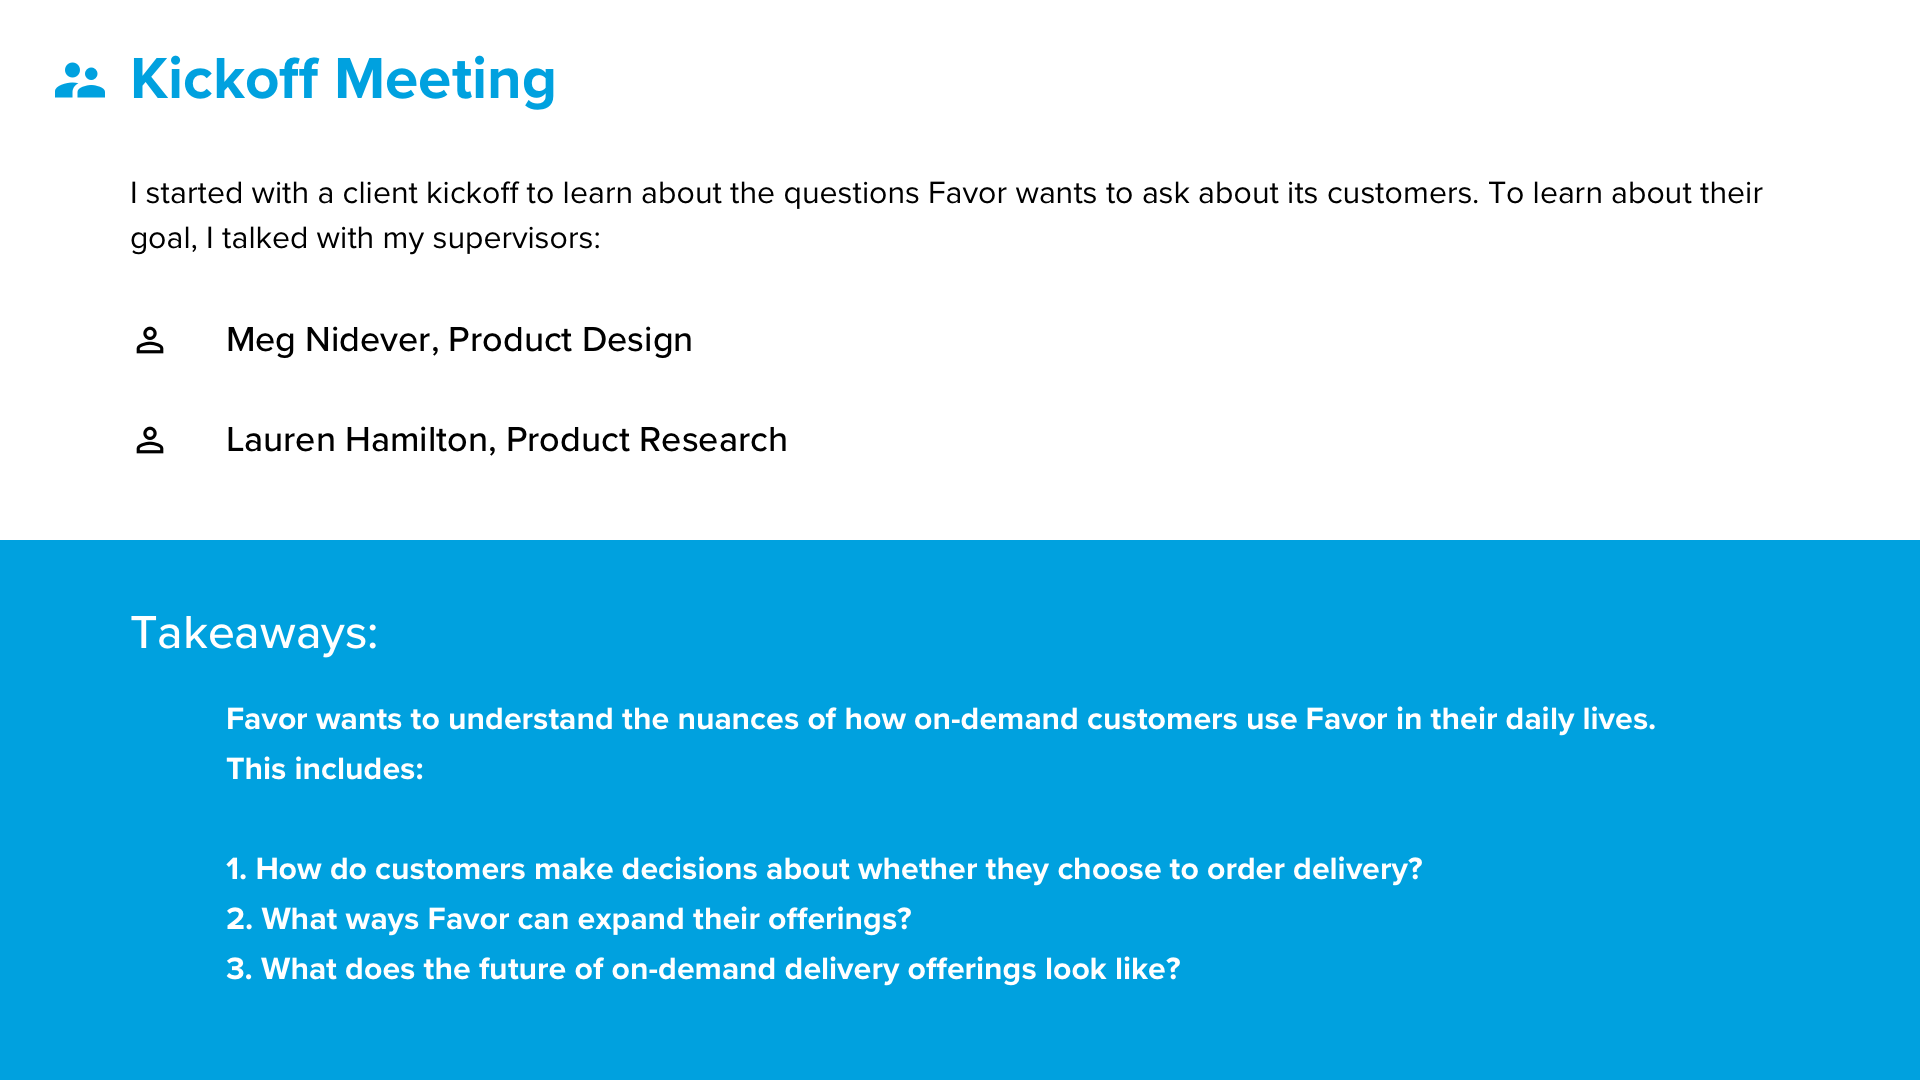 Kickoff Meeting
I started with a client kickoff to learn about the questions Favor wants to ask about its customers. To learn about their
goal, I talked with my supervisors:
Meg Nidever, Product Design
Lauren Hamilton, Product Research
Takeaways:
Favor wants to understand the nuances of how on-demand customers use Favor in their daily lives.
This includes:
1. How do customers make decisions about whether they choose to order delivery?
2. What ways Favor can expand their offerings?
3. What does the future of on-demand delivery offerings look like?